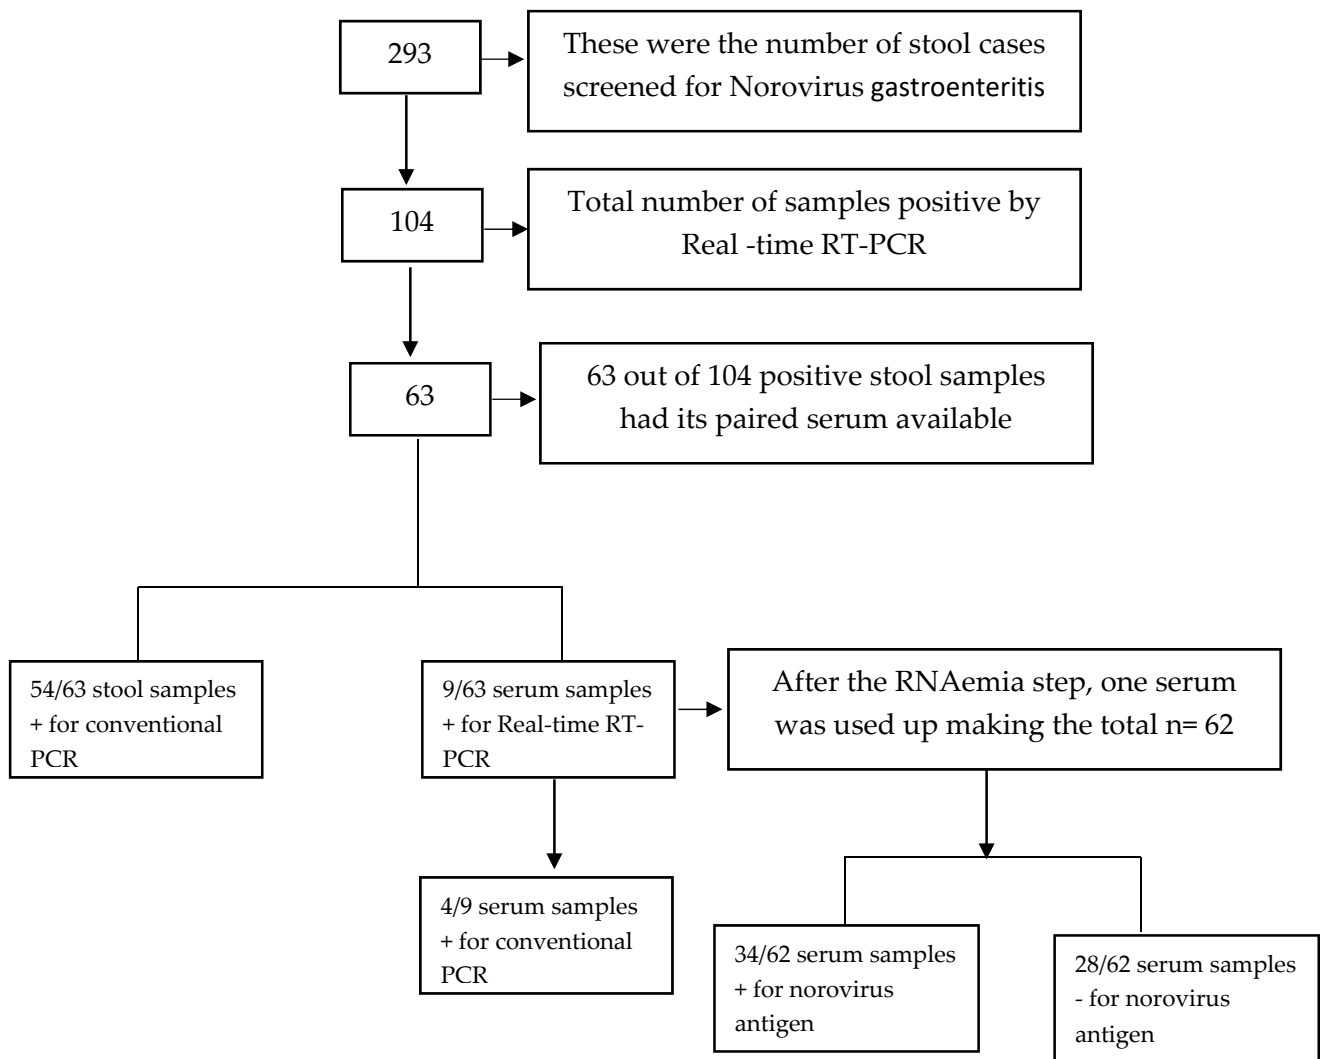 293
These were the number of stool cases
screened for Norovirus gastroenteritis
104
Total number of samples positive by
Real -time RT-PCR
63
63 out of 104 positive stool samples
had its paired serum available
54/63 stool samples
+ for conventional
PCR
9/63 serum samples
+ for Real-time RT-
PCR
After the RNAemia step, one serum
was used up making the total n= 62
4/9 serum samples
+ for conventional
PCR
34/62 serum samples
+ for norovirus
antigen
28/62 serum samples
- for norovirus
antigen